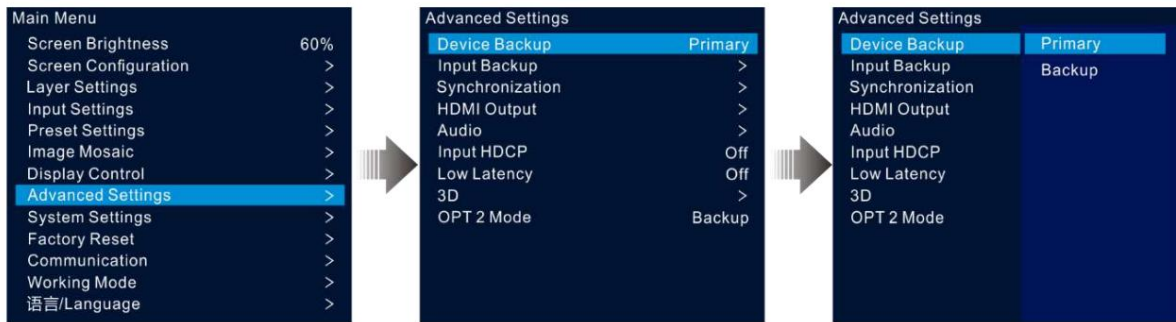 Main Menu
Screen Brightness 60%
Screen Configuration >
Layer Settings >
Input Settings >
Preset Settings >
Image Mosaic >
Display Control >
Advanced Settings >
System Settings >
Factory Reset >
Communication >
Working Mode >
语言/Language >
Advanced Settings
Device Backup Primary
Input Backup >
Synchronization >
HDMI Output >
Audio >
Input HDCP Off
Low Latency Off
3D >
OPT 2 Mode Backup
Advanced Settings
Device Backup Primary
Input Backup Backup
Synchronization
HDMI Output
Audio
Input HDCP
Low Latency
3D
OPT 2 Mode